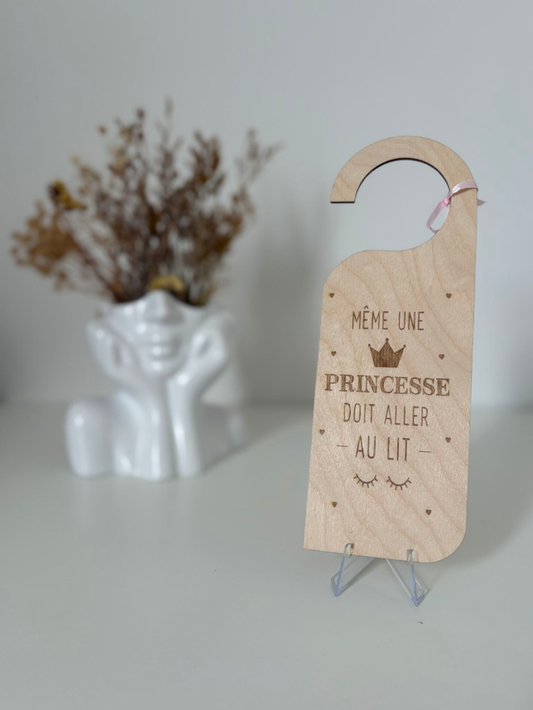 MÊME UNE
PRINCESSE
DOIT ALLER
- AU LIT -